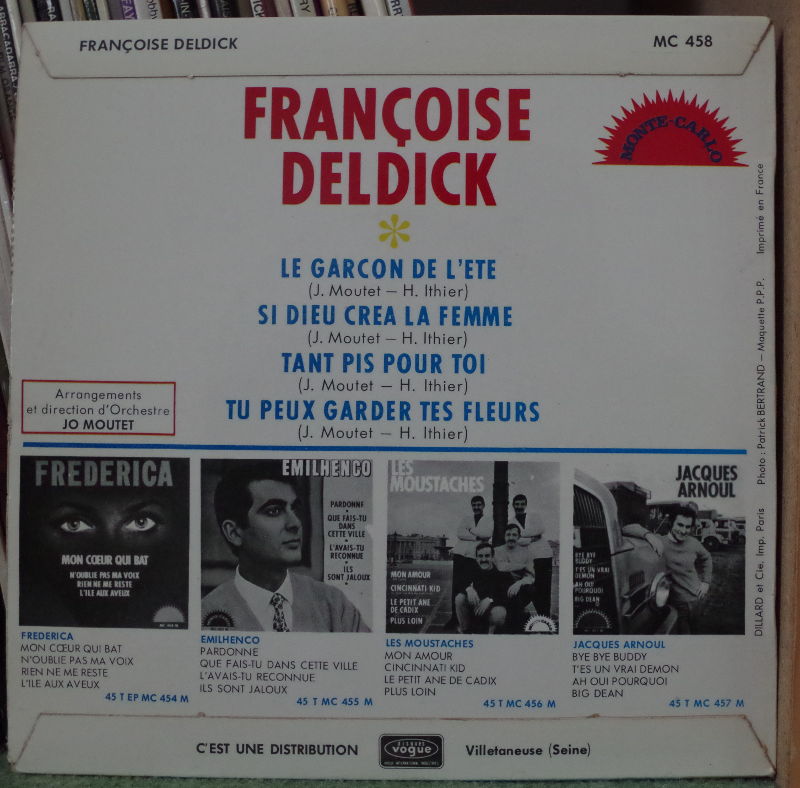 FRANÇOISE DELDICK
MC 458
FRANÇOISE
DELDICK
MONTE-CARLO
LE GARCON DE L'ETE
(J. Moutet – H. Ithier)
SI DIEU CREA LA FEMME
(J. Moutet – H. Ithier)
TANT PIS POUR TOI
(J. Moutet – H. Ithier)
TU PEUX GARDER TES FLEURS
(J. Moutet – H. Ithier)
Arrangements
et direction d'Orchestre
JO MOUTET
DILLARD et Cie, Imp. Paris Photo : Patrick BERTRAND – Maquette P.P.P. Imprimé en France
FREDERICA
MON CŒUR QUI BAT
N'OUBLIE PAS MA VOIX
RIEN NE ME RESTE
L'ILE AUX AVEUX
EMILHENCO
PARDONNE
QUE FAIS-TU
DANS
CETTE VILLE
L'AVAIS-TU
RECONNUE
ILS
SONT JALOUX
LES
MOUSTACHES
MON AMOUR
CINCINNATI KID
LE PETIT ANE
DE CADIX
PLUS LOIN
JACQUES
ARNOUL
BYE BYE
BUDDY
T'ES UN VRAI
DEMON
AH OUI
POURQUOI
BIG DEAN
FREDERICA
MON CŒUR QUI BAT
N'OUBLIE PAS MA VOIX
RIEN NE ME RESTE
L'ILE AUX AVEUX
45 T EP MC 454 M
EMILHENCO
PARDONNE
QUE FAIS-TU DANS CETTE VILLE
L'AVAIS-TU RECONNUE
ILS SONT JALOUX
45 T MC 455 M
LES MOUSTACHES
MON AMOUR
CINCINNATI KID
LE PETIT ANE DE CADIX
PLUS LOIN
45 T MC 456 M
JACQUES ARNOUL
BYE BYE BUDDY
T'ES UN VRAI DEMON
AH OUI POURQUOI
BIG DEAN
45 T MC 457 M
C'EST UNE DISTRIBUTION
DISQUES
vogue
Villetaneuse (Seine)